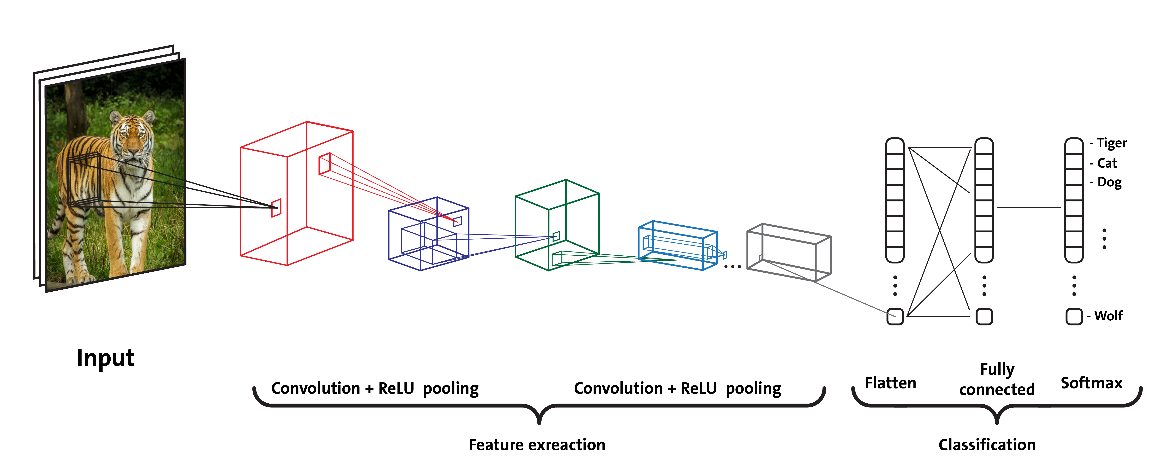 - Tiger
- Cat
- Dog
- Wolf
Input
Convolution + ReLU pooling
Convolution + ReLU pooling
Flatten
Fully
connected
Softmax
Feature exreaction
Classification